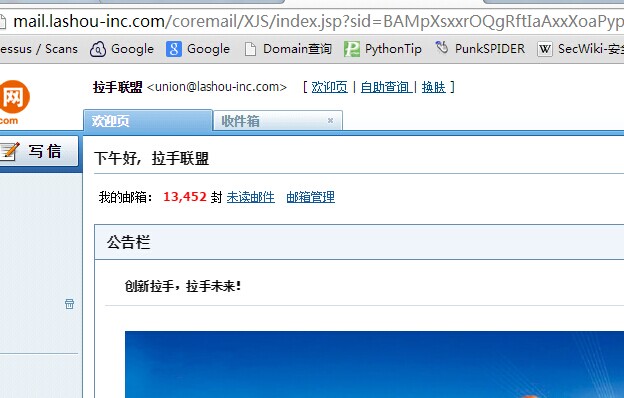 mail.lashou-inc.com/coremail/XJS/index.jsp?sid=BAMpXsxxrOQgRftIaAxxXoaPyp
essus / Scans Google Google Domain查询 PythonTip PunkSPIDER SecWiki-安
网
com
拉手联盟 <union@lashou-inc.com> [ 欢迎页 | 自助查询 | 换肤 ]
欢迎页 收件箱 ×
写信
下午好，拉手联盟
我的邮箱： 13,452 封 未读邮件 邮箱管理
公告栏
创新拉手，拉手未来！